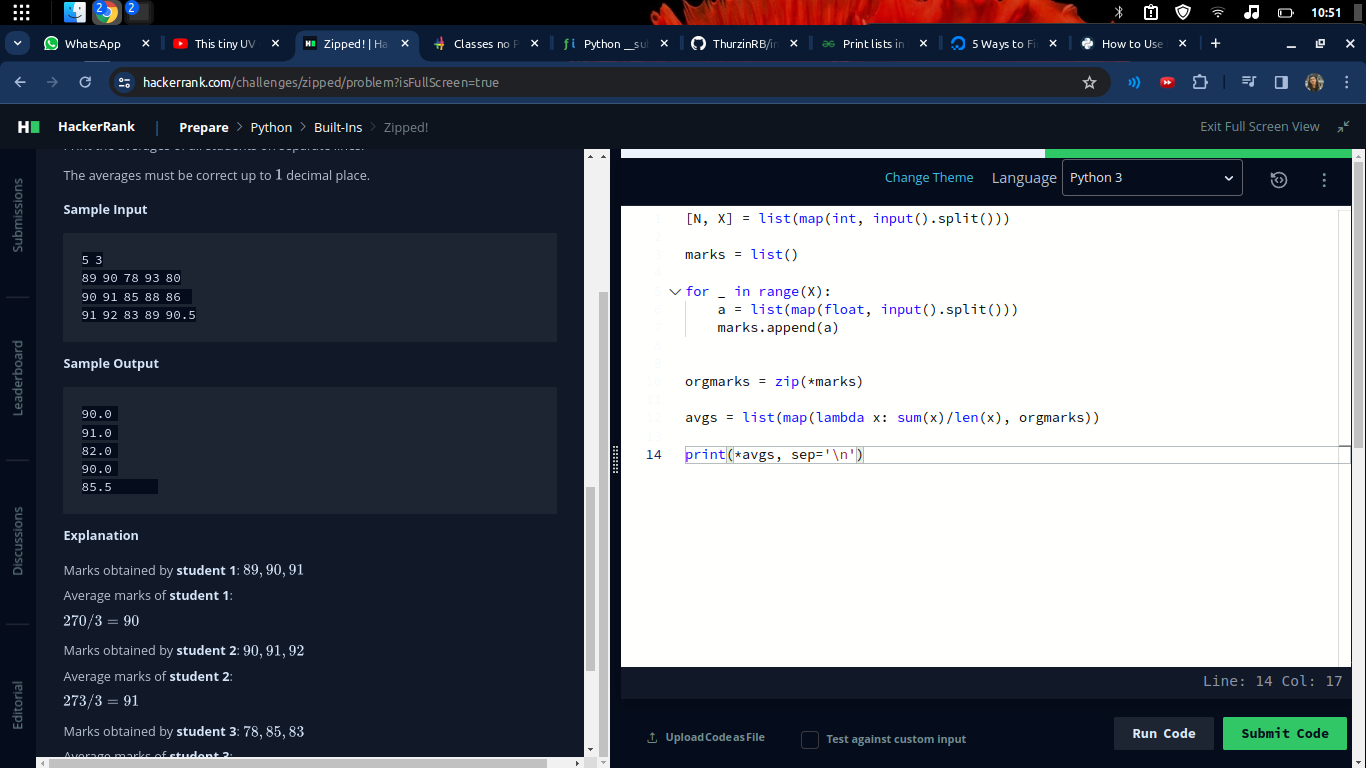 2
2
10:51
WhatsApp
This tiny UV
Zipped! | Ha
Classes no P
Python __su
ThurzinRB/in
Print lists in
5 Ways to Fi
How to Use
hackerrank.com/challenges/zipped/problem?isFullScreen=true
HackerRank | Prepare > Python > Built-Ins > Zipped!
Exit Full Screen View
Submissions
Leaderboard
Discussions
Editorial
The averages must be correct up to 1 decimal place.
Sample Input
5 3
89 90 78 93 80
90 91 85 88 86
91 92 83 89 90.5
Sample Output
90.0
91.0
82.0
90.0
85.5
Explanation
Marks obtained by student 1: 89, 90, 91
Average marks of student 1:
270/3 = 90
Marks obtained by student 2: 90, 91, 92
Average marks of student 2:
273/3 = 91
Marks obtained by student 3: 78, 85, 83
Average marks of student 3:
Change Theme
Language
Python 3
[N, X] = list(map(int, input().split()))
marks = list()
for _ in range(X):
a = list(map(float, input().split()))
marks.append(a)
orgmarks = zip(*marks)
avgs = list(map(lambda x: sum(x)/len(x), orgmarks))
14 print(*avgs, sep='\n')
Line: 14 Col: 17
Upload Code as File
Test against custom input
Run Code
Submit Code